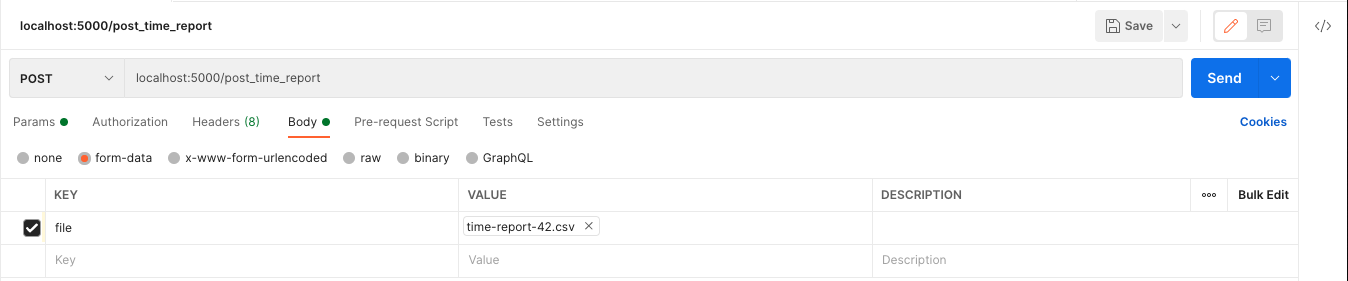 localhost:5000/post_time_report
Save
</>
POST
localhost:5000/post_time_report
Send
Params
Authorization
Headers (8)
Body
Pre-request Script
Tests
Settings
Cookies
none
form-data
x-www-form-urlencoded
raw
binary
GraphQL
KEY
VALUE
DESCRIPTION
Bulk Edit
file
time-report-42.csv
Key
Value
Description